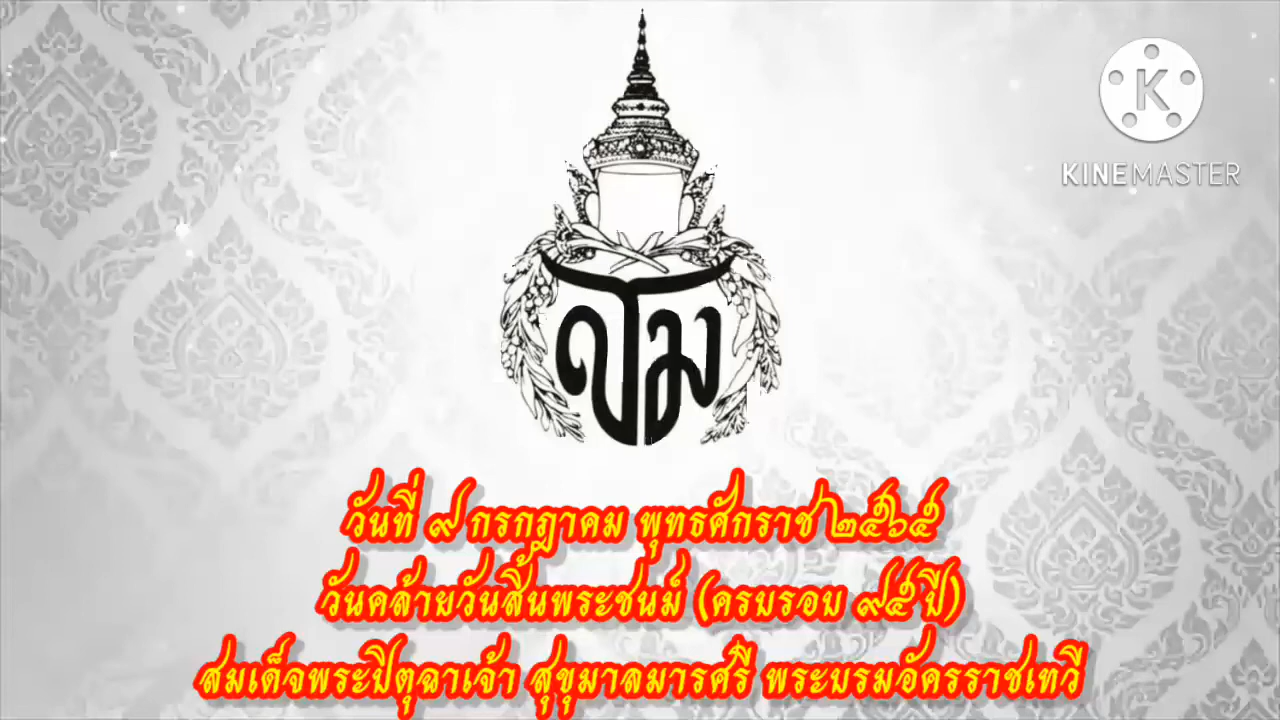 K
KINEMASTER
วันที่ ๙ กรกฎาคม พุทธศักราช ๒๕๖๕
วันคล้ายวันสิ้นพระชนม์ (ครบรอบ ๙๕ ปี)
สมเด็จพระปิตุฉาเจ้า สุขุมาลมารศรี พระบรมอัครราชเทวี